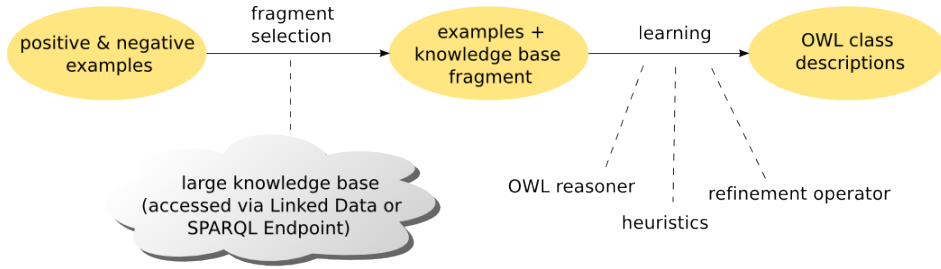 positive & negative
examples
fragment
selection
examples +
knowledge base
fragment
learning
OWL class
descriptions
large knowledge base
(accessed via Linked Data or
SPARQL Endpoint)
OWL reasoner
heuristics
refinement operator